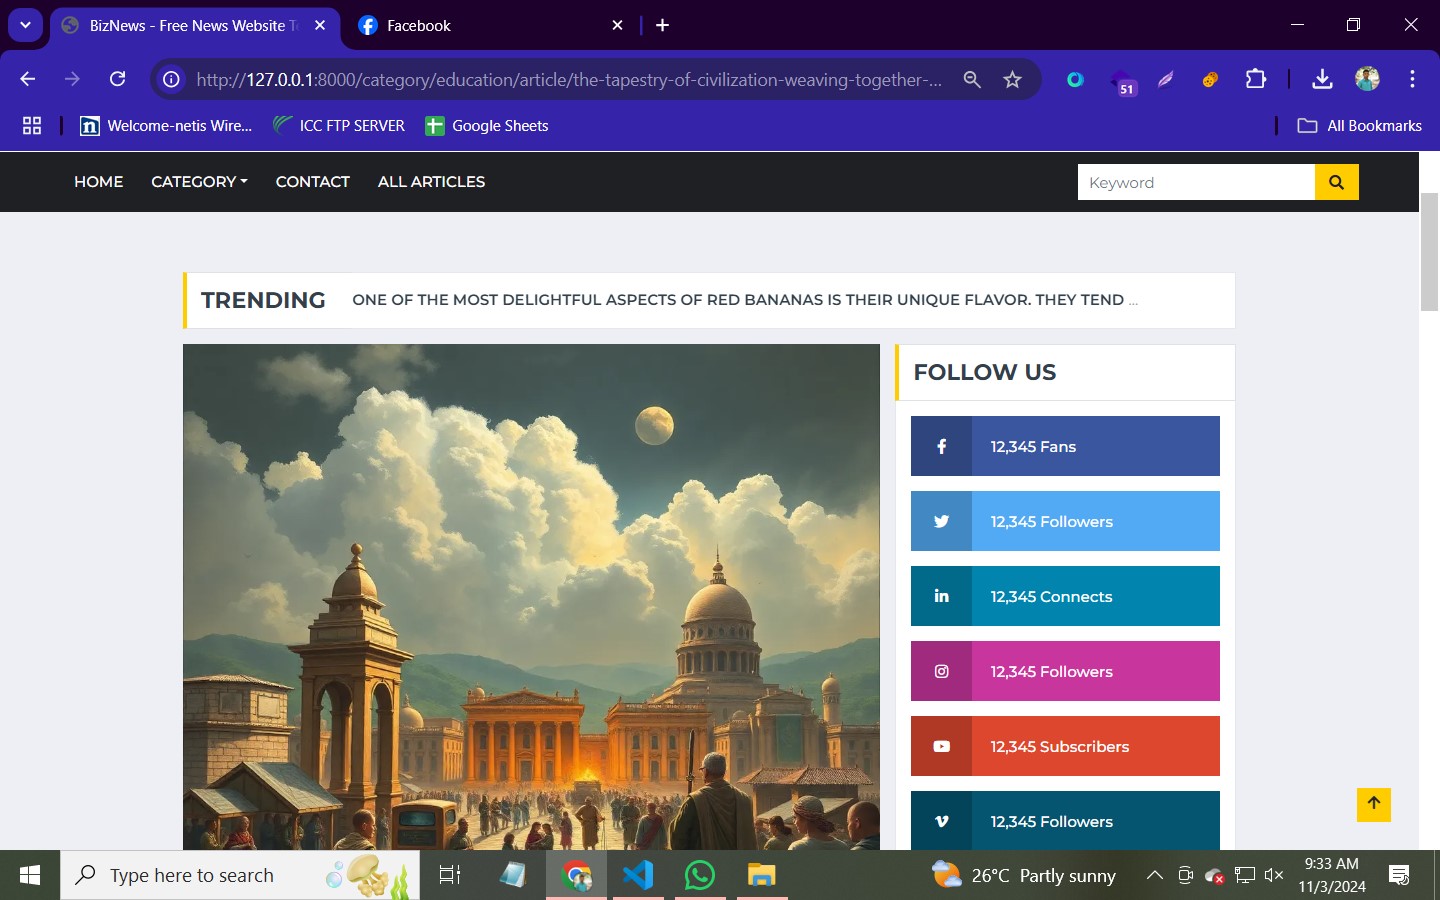 BizNews - Free News Website T
Facebook
http://127.0.0.1:8000/category/education/article/the-tapestry-of-civilization-weaving-together-...
51
Welcome-netis Wire...
ICC FTP SERVER
Google Sheets
All Bookmarks
HOME
CATEGORY
CONTACT
ALL ARTICLES
Keyword
TRENDING
ONE OF THE MOST DELIGHTFUL ASPECTS OF RED BANANAS IS THEIR UNIQUE FLAVOR. THEY TEND ...
FOLLOW US
12,345 Fans
12,345 Followers
12,345 Connects
12,345 Followers
12,345 Subscribers
12,345 Followers
Type here to search
26°C Partly sunny
9:33 AM
11/3/2024